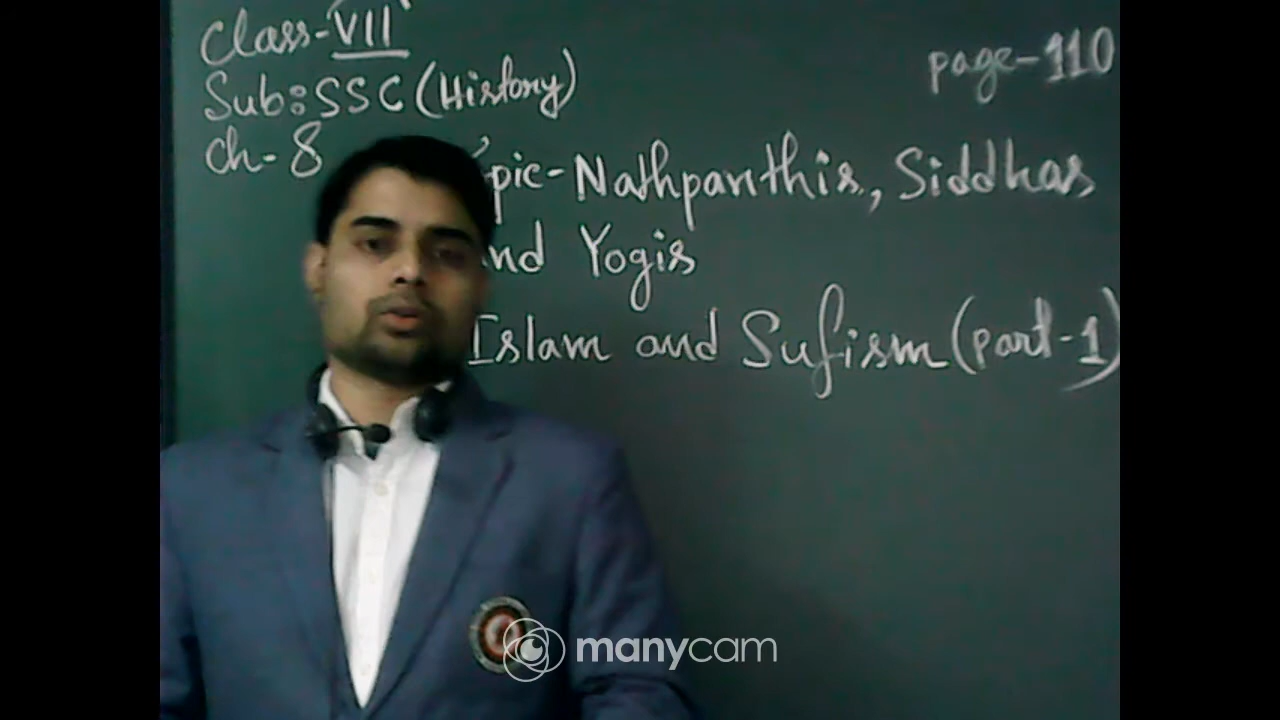 Class-VII
Sub:SSC (History)
page-110
Ch-8
pic-Nathpanthis, Siddhas
nd Yogis
Islam and Sufism (part-1)
manycam